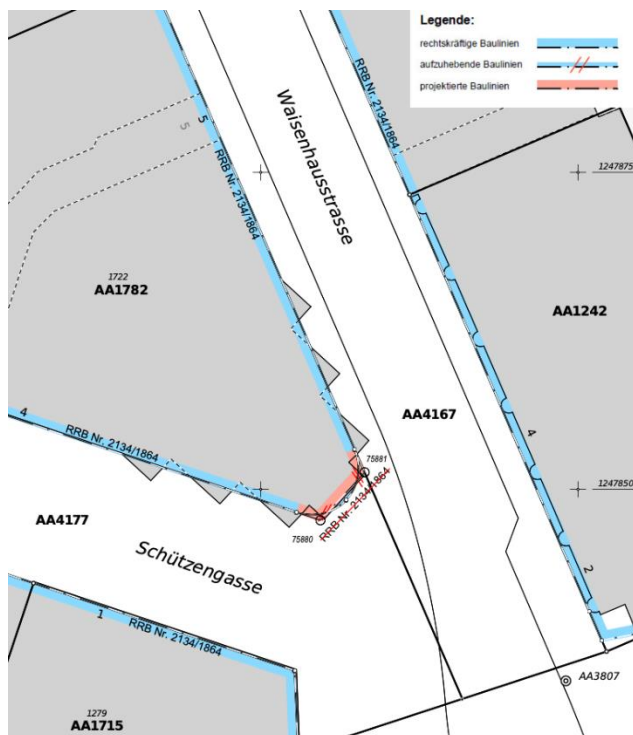 Legende:
rechtskräftige Baulinien
aufzuhebende Baulinien
projektierte Baulinien
RRB Nr. 2134/1864
Waisenhausstrasse
5
5
RRB Nr. 2134/1864
1247875
1722
AA1782
AA1242
AA4167
4
RRB Nr. 2134/1864
4
75881
1247850
RRB Nr. 2134/1864
75880
AA4177
Schützengasse
2
1
RRB Nr. 2134/1864
AA3807
1279
AA1715